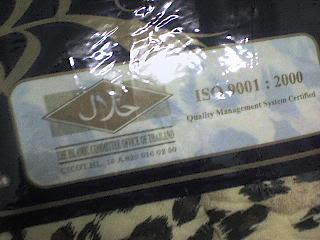 حلال
THE ISLAMIC COMMITTEE OFFICE OF THAILAND
ISO 9001 : 2000
Quality Management System Certified